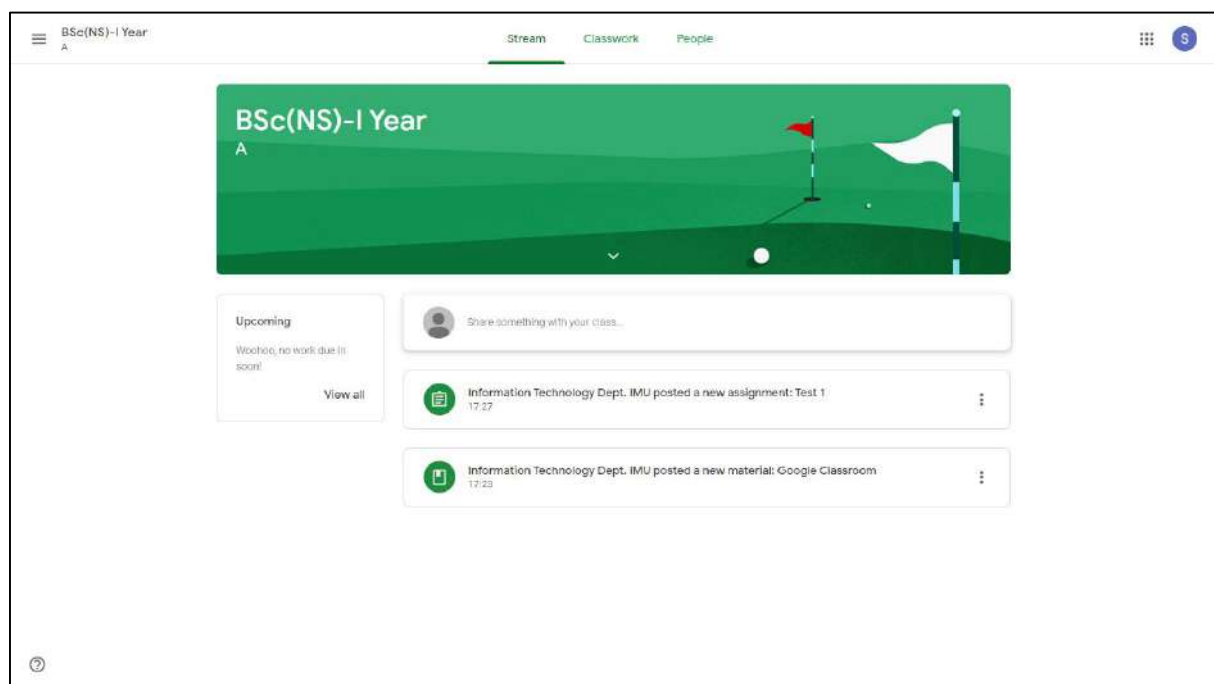 BSc(NS)-I Year
A
Stream Classwork People
S
BSc(NS)-I Year
A
Upcoming
Woohoo, no work due in
soon!
View all
Share something with your class...
Information Technology Dept. IMU posted a new assignment: Test 1
17:27
Information Technology Dept. IMU posted a new material: Google Classroom
17:23